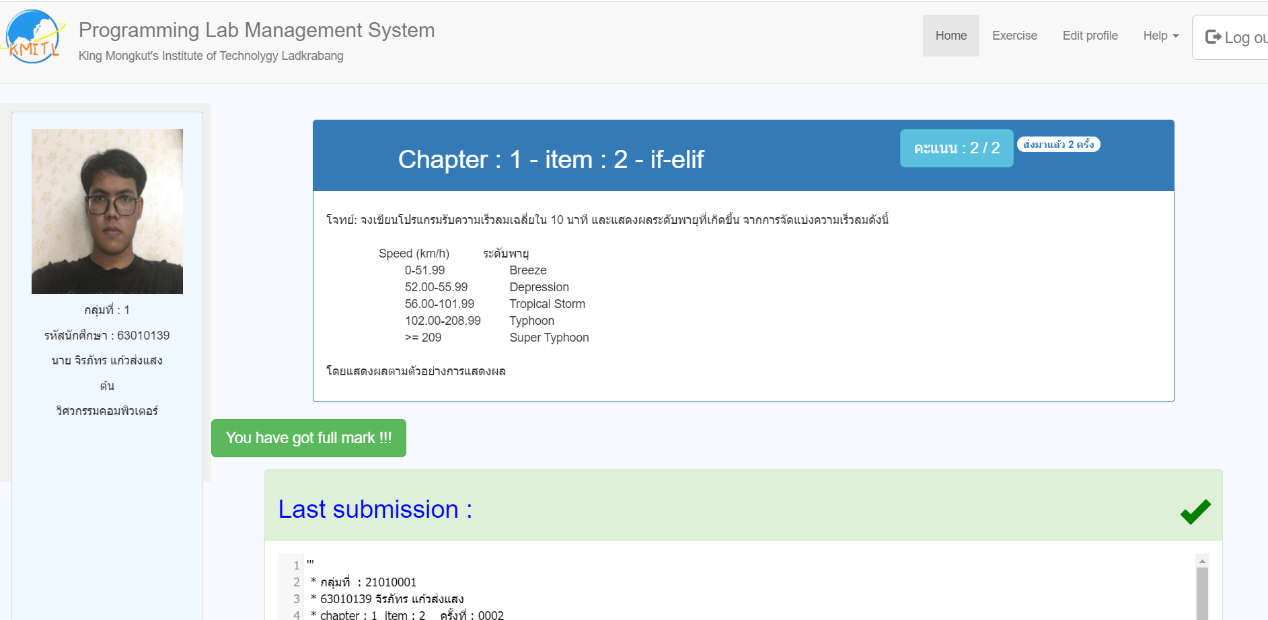 KMITL
Programming Lab Management System
King Mongkut's Institute of Technolygy Ladkrabang
Home
Exercise
Edit profile
Help
Log ou
กลุ่มที่ : 1
รหัสนักศึกษา : 63010139
นาย จิรภัทร แก้วส่งแสง
ต้น
วิศวกรรมคอมพิวเตอร์
Chapter : 1 - item : 2 - if-elif
คะแนน : 2 / 2
ส่งมาแล้ว 2 ครั้ง
โจทย์: จงเขียนโปรแกรมรับความเร็วลมเฉลี่ยใน 10 นาที และแสดงผลระดับพายุที่เกิดขึ้น จากการจัดแบ่งความเร็วลมดังนี้
Speed (km/h) ระดับพายุ
0-51.99 Breeze
52.00-55.99 Depression
56.00-101.99 Tropical Storm
102.00-208.99 Typhoon
>= 209 Super Typhoon
โดยแสดงผลตามตัวอย่างการแสดงผล
You have got full mark !!!
Last submission :
1 '''
2 * กลุ่มที่ : 21010001
3 * 63010139 จิรภัทร แก้วส่งแสง
4 * chapter : 1 item : 2 ครั้งที่ : 0002